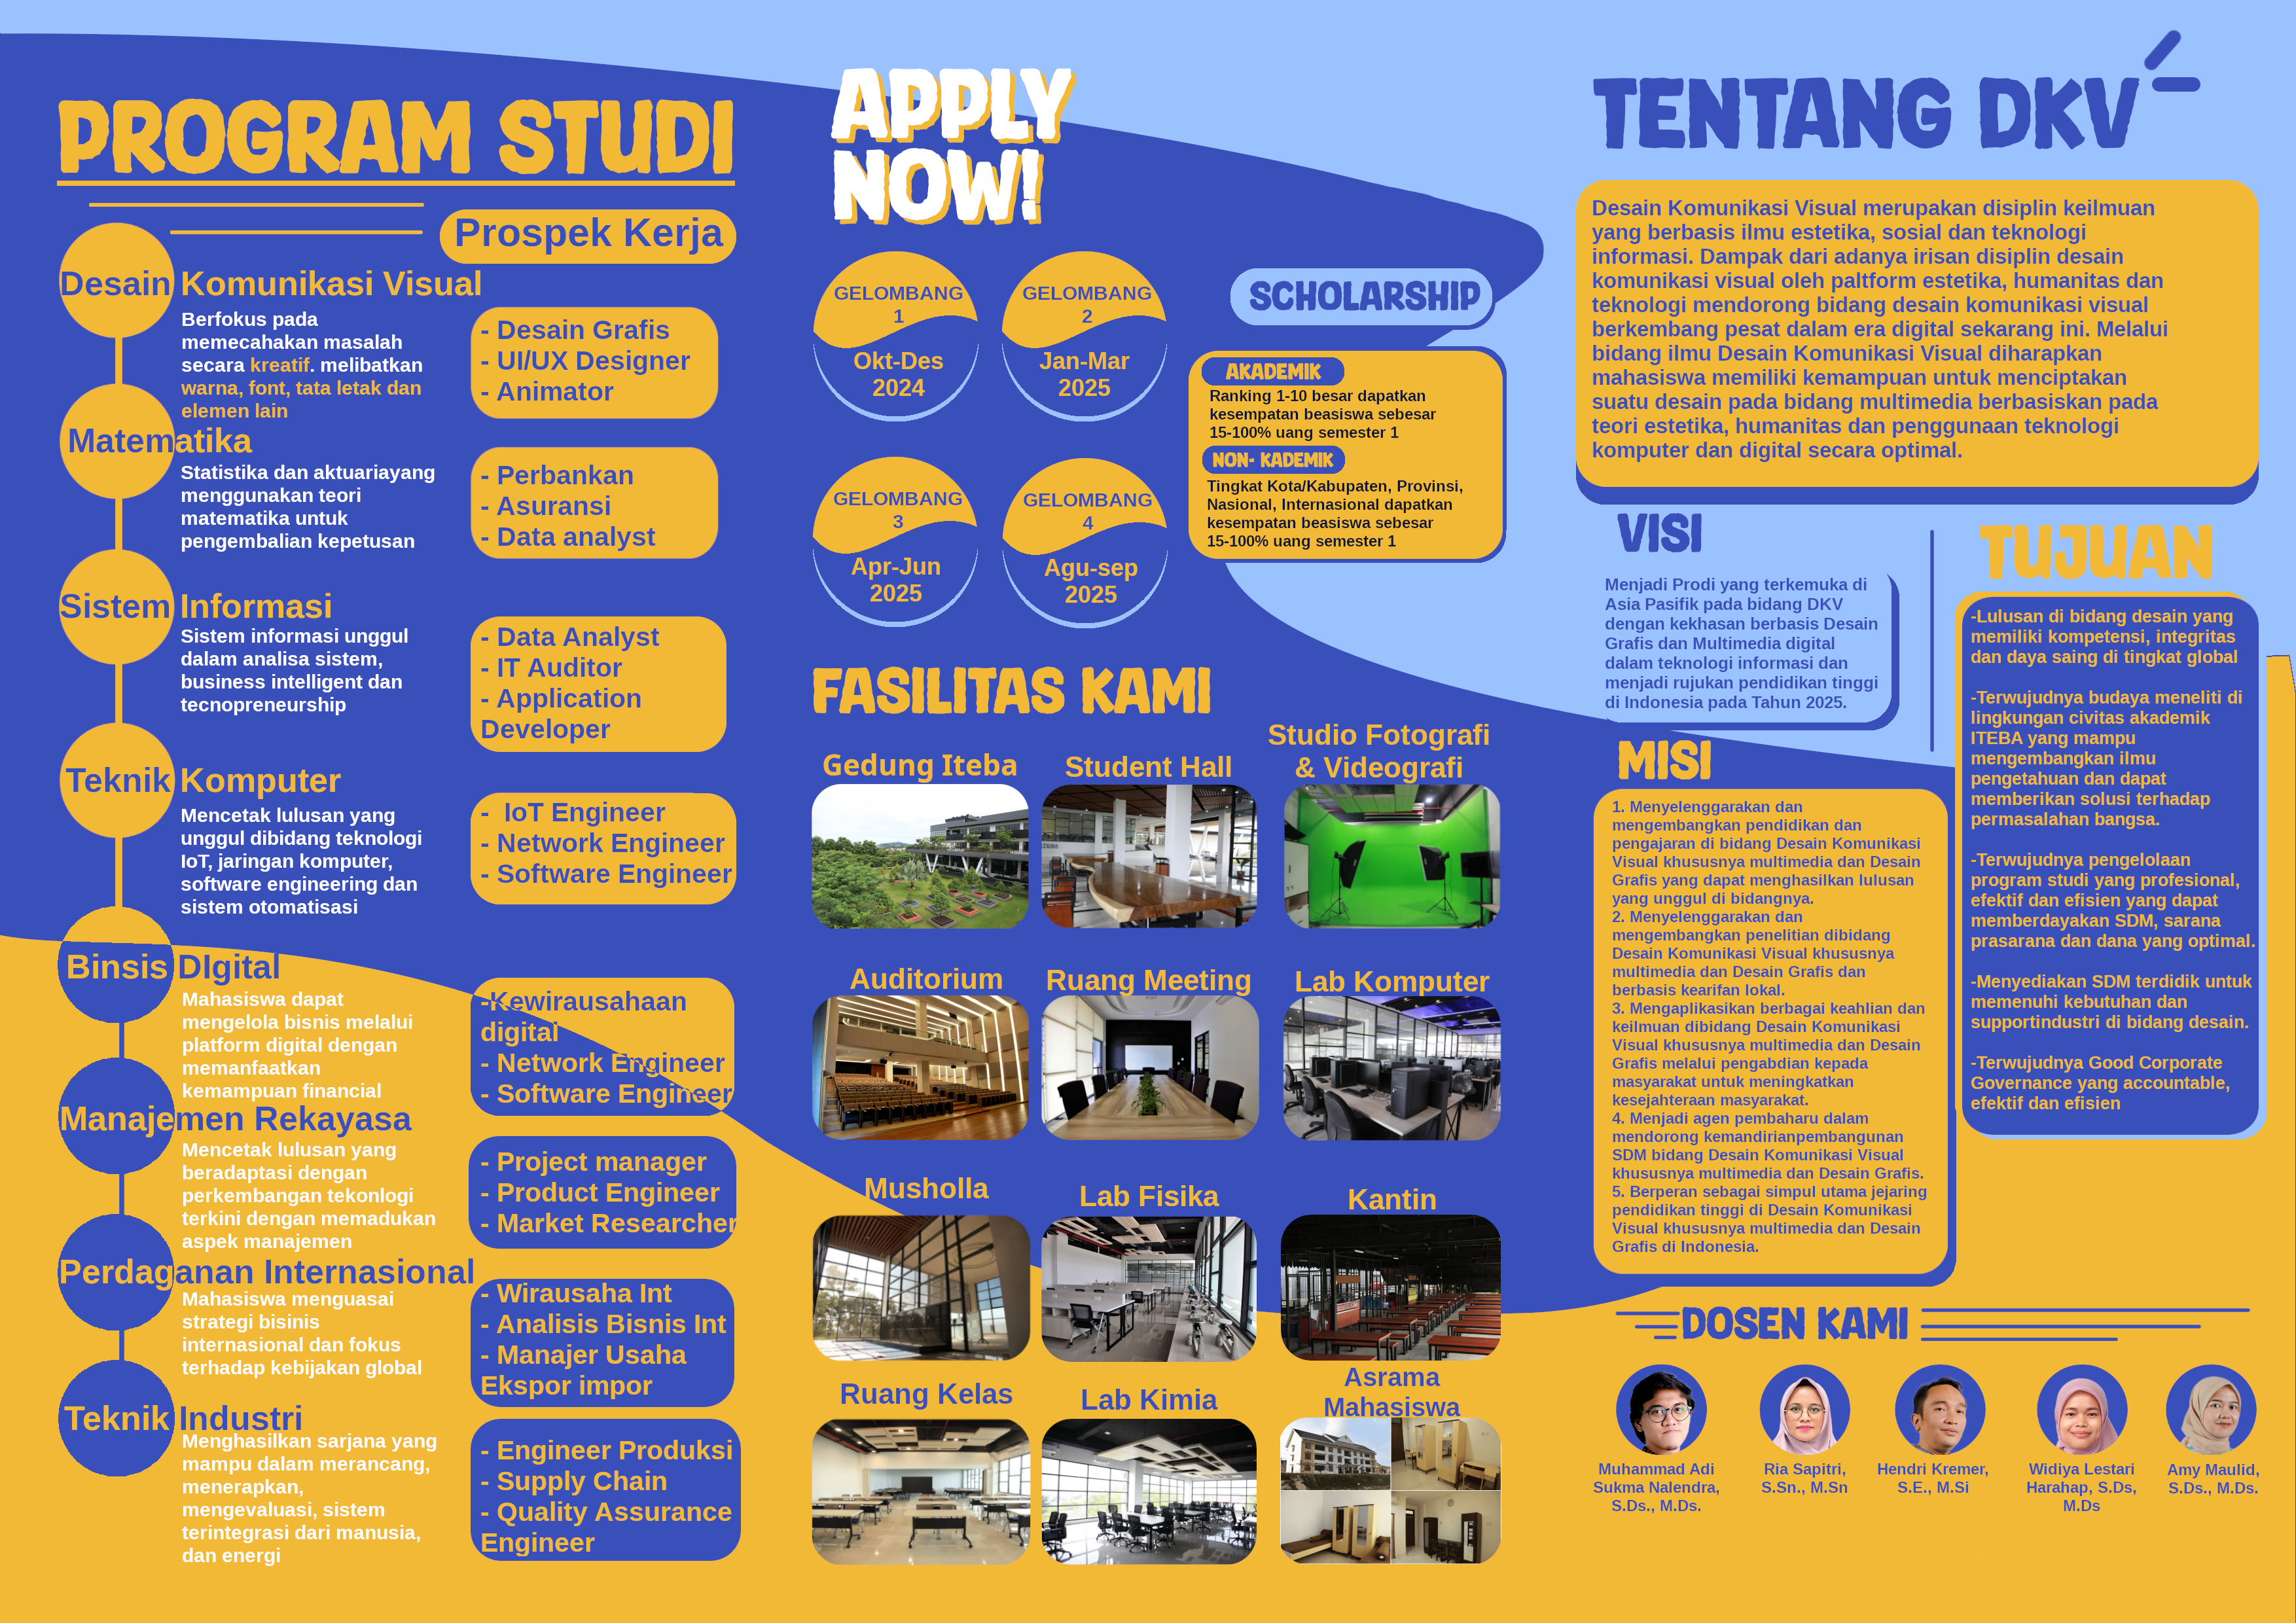 PROGRAM STUDI
Prospek Kerja
Desain Komunikasi Visual
Berfokus pada
memecahakan masalah
secara kreatif. melibatkan
warna, font, tata letak dan
elemen lain
- Desain Grafis
- UI/UX Designer
- Animator
Matematika
Statistika dan aktuariayang
menggunakan teori
matematika untuk
pengembalian kepetusan
- Perbankan
- Asuransi
- Data analyst
Sistem Informasi
Sistem informasi unggul
dalam analisa sistem,
business intelligent dan
tecnopreneurship
- Data Analyst
- IT Auditor
- Application
Developer
Teknik Komputer
Mencetak lulusan yang
unggul dibidang teknologi
IoT, jaringan komputer,
software engineering dan
sistem otomatisasi
- IoT Engineer
- Network Engineer
- Software Engineer
Binsis DIgital
Mahasiswa dapat
mengelola bisnis melalui
platform digital dengan
memanfaatkan
kemampuan financial
-Kewirausahaan
digital
- Network Engineer
- Software Engineer
Manajemen Rekayasa
Mencetak lulusan yang
beradaptasi dengan
perkembangan tekonlogi
terkini dengan memadukan
aspek manajemen
- Project manager
- Product Engineer
- Market Researcher
Perdaganan Internasional
Mahasiswa menguasai
strategi bisinis
internasional dan fokus
terhadap kebijakan global
- Wirausaha Int
- Analisis Bisnis Int
- Manajer Usaha
Ekspor impor
Teknik Industri
Menghasilkan sarjana yang
mampu dalam merancang,
menerapkan,
mengevaluasi, sistem
terintegrasi dari manusia,
dan energi
- Engineer Produksi
- Supply Chain
- Quality Assurance
Engineer
APPLY
NOW!
GELOMBANG
1
Okt-Des
2024
GELOMBANG
2
Jan-Mar
2025
GELOMBANG
3
Apr-Jun
2025
GELOMBANG
4
Agu-sep
2025
SCHOLARSHIP
AKADEMIK
Ranking 1-10 besar dapatkan
kesempatan beasiswa sebesar
15-100% uang semester 1
NON- KADEMIK
Tingkat Kota/Kabupaten, Provinsi,
Nasional, Internasional dapatkan
kesempatan beasiswa sebesar
15-100% uang semester 1
FASILITAS KAMI
Gedung Iteba
Student Hall
Studio Fotografi
& Videografi
Auditorium
Ruang Meeting
Lab Komputer
Musholla
Lab Fisika
Kantin
Ruang Kelas
Lab Kimia
Asrama
Mahasiswa
TENTANG DKV
Desain Komunikasi Visual merupakan disiplin keilmuan
yang berbasis ilmu estetika, sosial dan teknologi
informasi. Dampak dari adanya irisan disiplin desain
komunikasi visual oleh paltform estetika, humanitas dan
teknologi mendorong bidang desain komunikasi visual
berkembang pesat dalam era digital sekarang ini. Melalui
bidang ilmu Desain Komunikasi Visual diharapkan
mahasiswa memiliki kemampuan untuk menciptakan
suatu desain pada bidang multimedia berbasiskan pada
teori estetika, humanitas dan penggunaan teknologi
komputer dan digital secara optimal.
VISI
Menjadi Prodi yang terkemuka di
Asia Pasifik pada bidang DKV
dengan kekhasan berbasis Desain
Grafis dan Multimedia digital
dalam teknologi informasi dan
menjadi rujukan pendidikan tinggi
di Indonesia pada Tahun 2025.
MISI
1. Menyelenggarakan dan
mengembangkan pendidikan dan
pengajaran di bidang Desain Komunikasi
Visual khususnya multimedia dan Desain
Grafis yang dapat menghasilkan lulusan
yang unggul di bidangnya.
2. Menyelenggarakan dan
mengembangkan penelitian dibidang
Desain Komunikasi Visual khususnya
multimedia dan Desain Grafis dan
berbasis kearifan lokal.
3. Mengaplikasikan berbagai keahlian dan
keilmuan dibidang Desain Komunikasi
Visual khususnya multimedia dan Desain
Grafis melalui pengabdian kepada
masyarakat untuk meningkatkan
kesejahteraan masyarakat.
4. Menjadi agen pembaharu dalam
mendorong kemandirianpembangunan
SDM bidang Desain Komunikasi Visual
khususnya multimedia dan Desain Grafis.
5. Berperan sebagai simpul utama jejaring
pendidikan tinggi di Desain Komunikasi
Visual khususnya multimedia dan Desain
Grafis di Indonesia.
TUJUAN
-Lulusan di bidang desain yang
memiliki kompetensi, integritas
dan daya saing di tingkat global
-Terwujudnya budaya meneliti di
lingkungan civitas akademik
ITEBA yang mampu
mengembangkan ilmu
pengetahuan dan dapat
memberikan solusi terhadap
permasalahan bangsa.
-Terwujudnya pengelolaan
program studi yang profesional,
efektif dan efisien yang dapat
memberdayakan SDM, sarana
prasarana dan dana yang optimal.
-Menyediakan SDM terdidik untuk
memenuhi kebutuhan dan
supportindustri di bidang desain.
-Terwujudnya Good Corporate
Governance yang accountable,
efektif dan efisien
DOSEN KAMI
Muhammad Adi
Sukma Nalendra,
S.Ds., M.Ds.
Ria Sapitri,
S.Sn., M.Sn
Hendri Kremer,
S.E., M.Si
Widiya Lestari
Harahap, S.Ds,
M.Ds
Amy Maulid,
S.Ds., M.Ds.